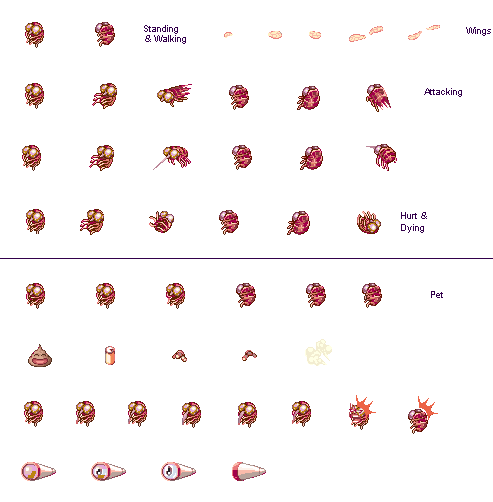 Standing
& Walking
Wings
Attacking
Hurt &
Dying
Pet